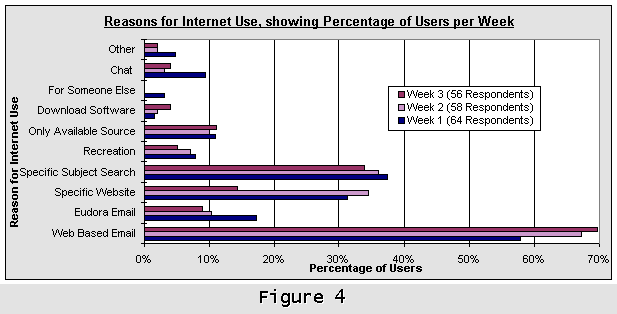 Reasons for Internet Use, showing Percentage of Users per Week
Reason for Internet Use
Other
Chat
For Someone Else
Download Software
Only Available Source
Recreation
Specific Subject Search
Specific Website
Eudora Email
Web Based Email
Week 3 (56 Respondents)
Week 2 (58 Respondents)
Week 1 (64 Respondents)
0% 10% 20% 30% 40% 50% 60% 70%
Percentage of Users
Figure 4